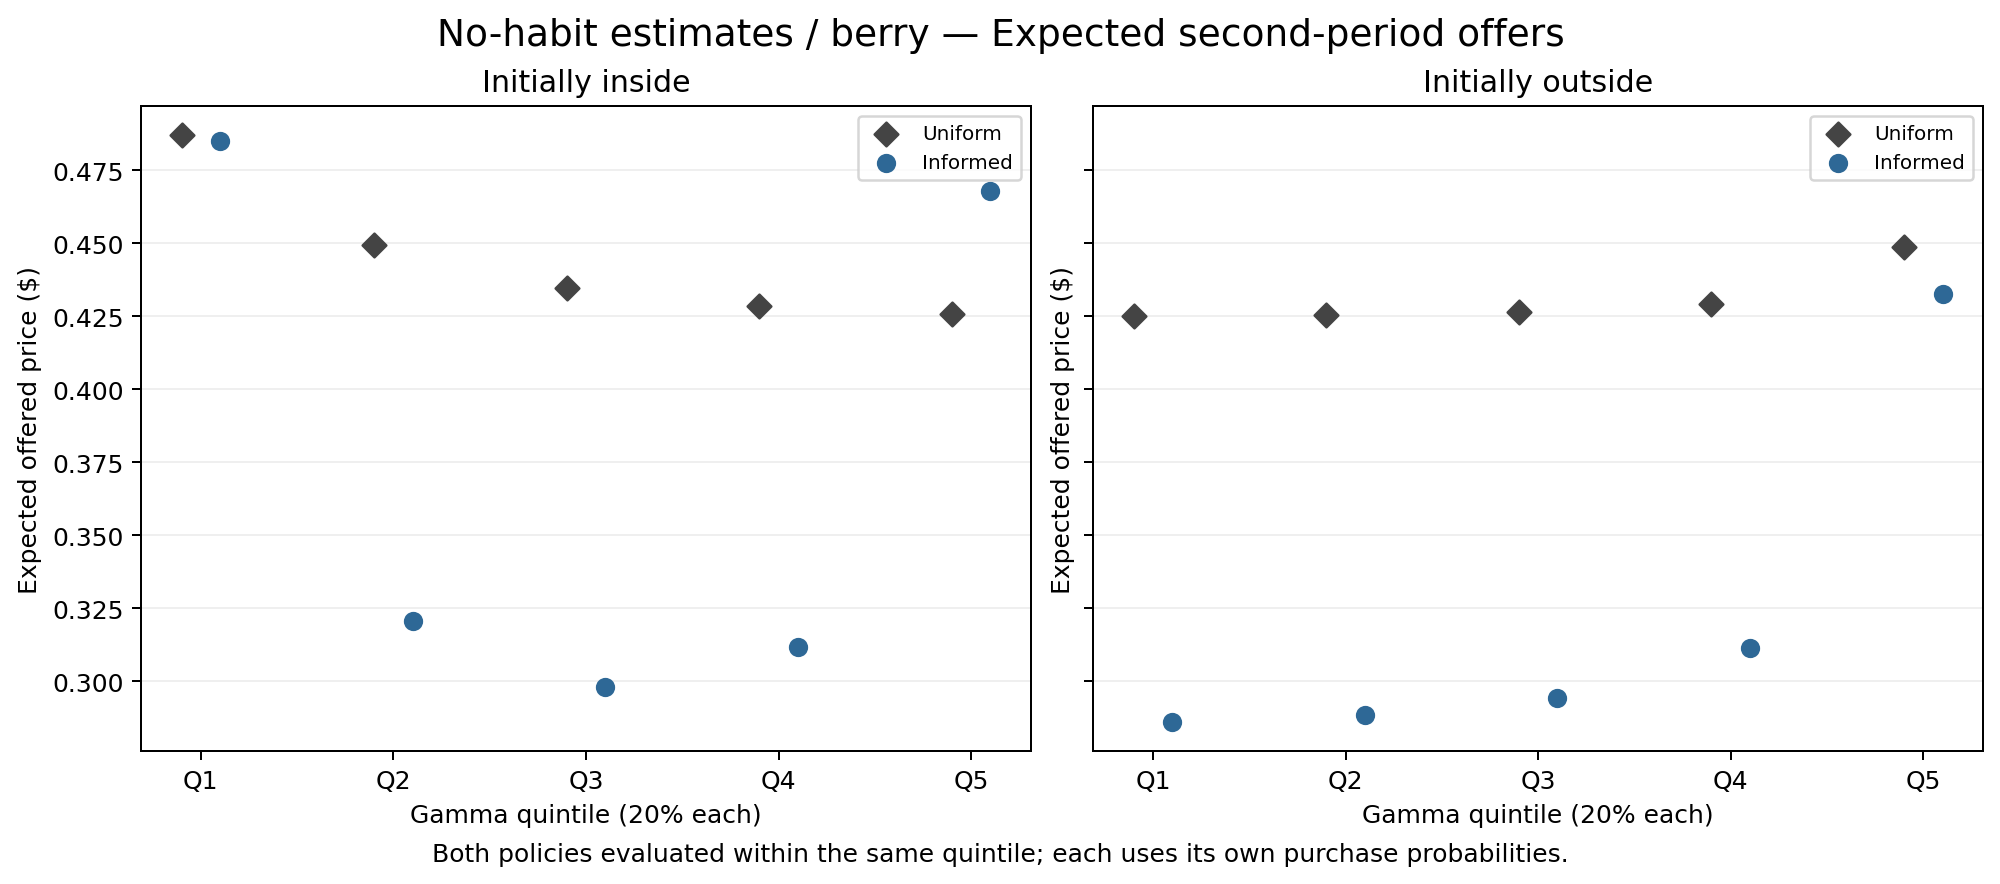 No-habit estimates / berry — Expected second-period offers
Initially inside
Expected offered price ($)
0.475
0.450
0.425
0.400
0.375
0.350
0.325
0.300
Uniform
Informed
Q1 Q2 Q3 Q4 Q5
Gamma quintile (20% each)
Initially outside
Expected offered price ($)
Uniform
Informed
Q1 Q2 Q3 Q4 Q5
Gamma quintile (20% each)
Both policies evaluated within the same quintile; each uses its own purchase probabilities.